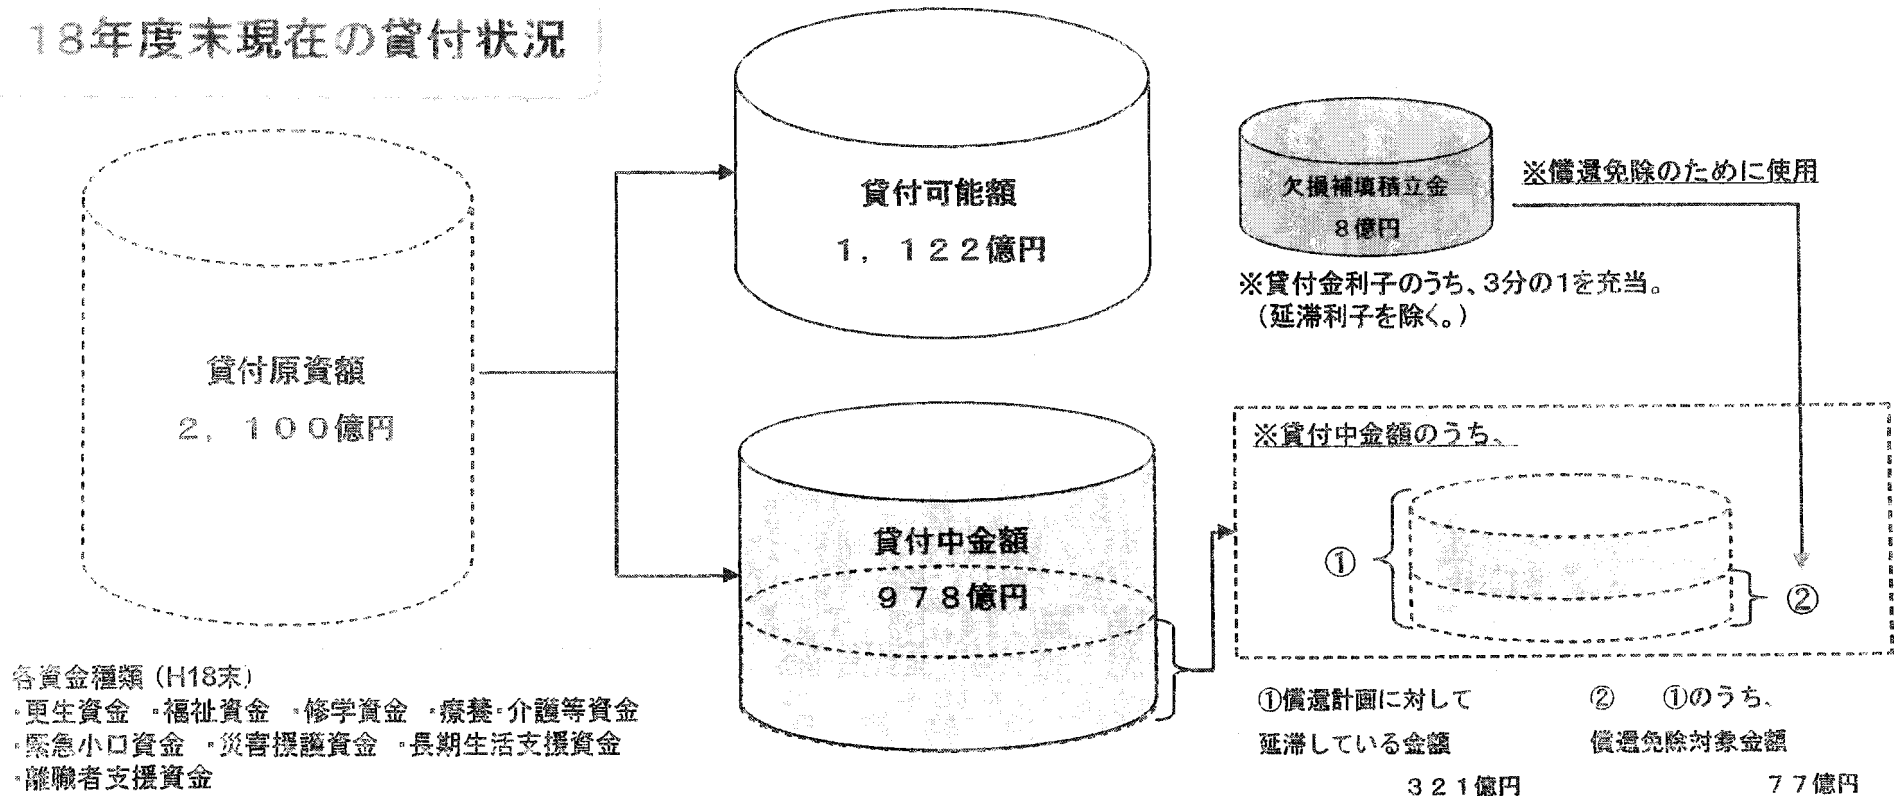 18年度末現在の貸付状況
貸付原資額
2，100億円
貸付可能額
1，122億円
欠損補填積立金
8億円
※償還免除のために使用
※貸付金利子のうち、3分の1を充当。
（延滞利子を除く。）
貸付中金額
978億円
※貸付中金額のうち、
①
②
①償還計画に対して
延滞している金額
321億円
② ①のうち、
償還免除対象金額
77億円
各資金種類（H18末）
・更生資金 ・福祉資金 ・修学資金 ・療養・介護等資金
・緊急小口資金 ・災害援護資金 ・長期生活支援資金
・離職者支援資金